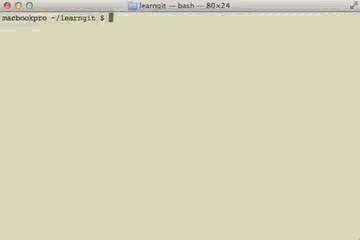 learngit — bash — 80×24
macbookpro ~/learngit $